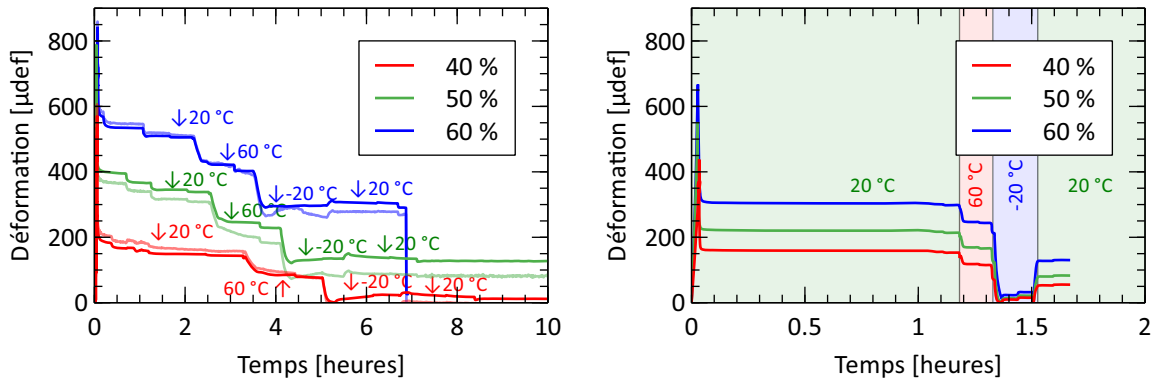 Déformation [µdef]
800
600
400
200
0
0 2 4 6 8 10
Temps [heures]
40 %
50 %
60 %
↓20 °C
↓60 °C
↓-20 °C
↓20 °C
↓20 °C
↓60 °C
↓-20 °C
↓20 °C
↓20 °C
60 °C↑
↓-20 °C
↓20 °C
Déformation [µdef]
800
600
400
200
0
0 0.5 1 1.5 2
Temps [heures]
40 %
50 %
60 %
20 °C
60 °C
-20 °C
20 °C